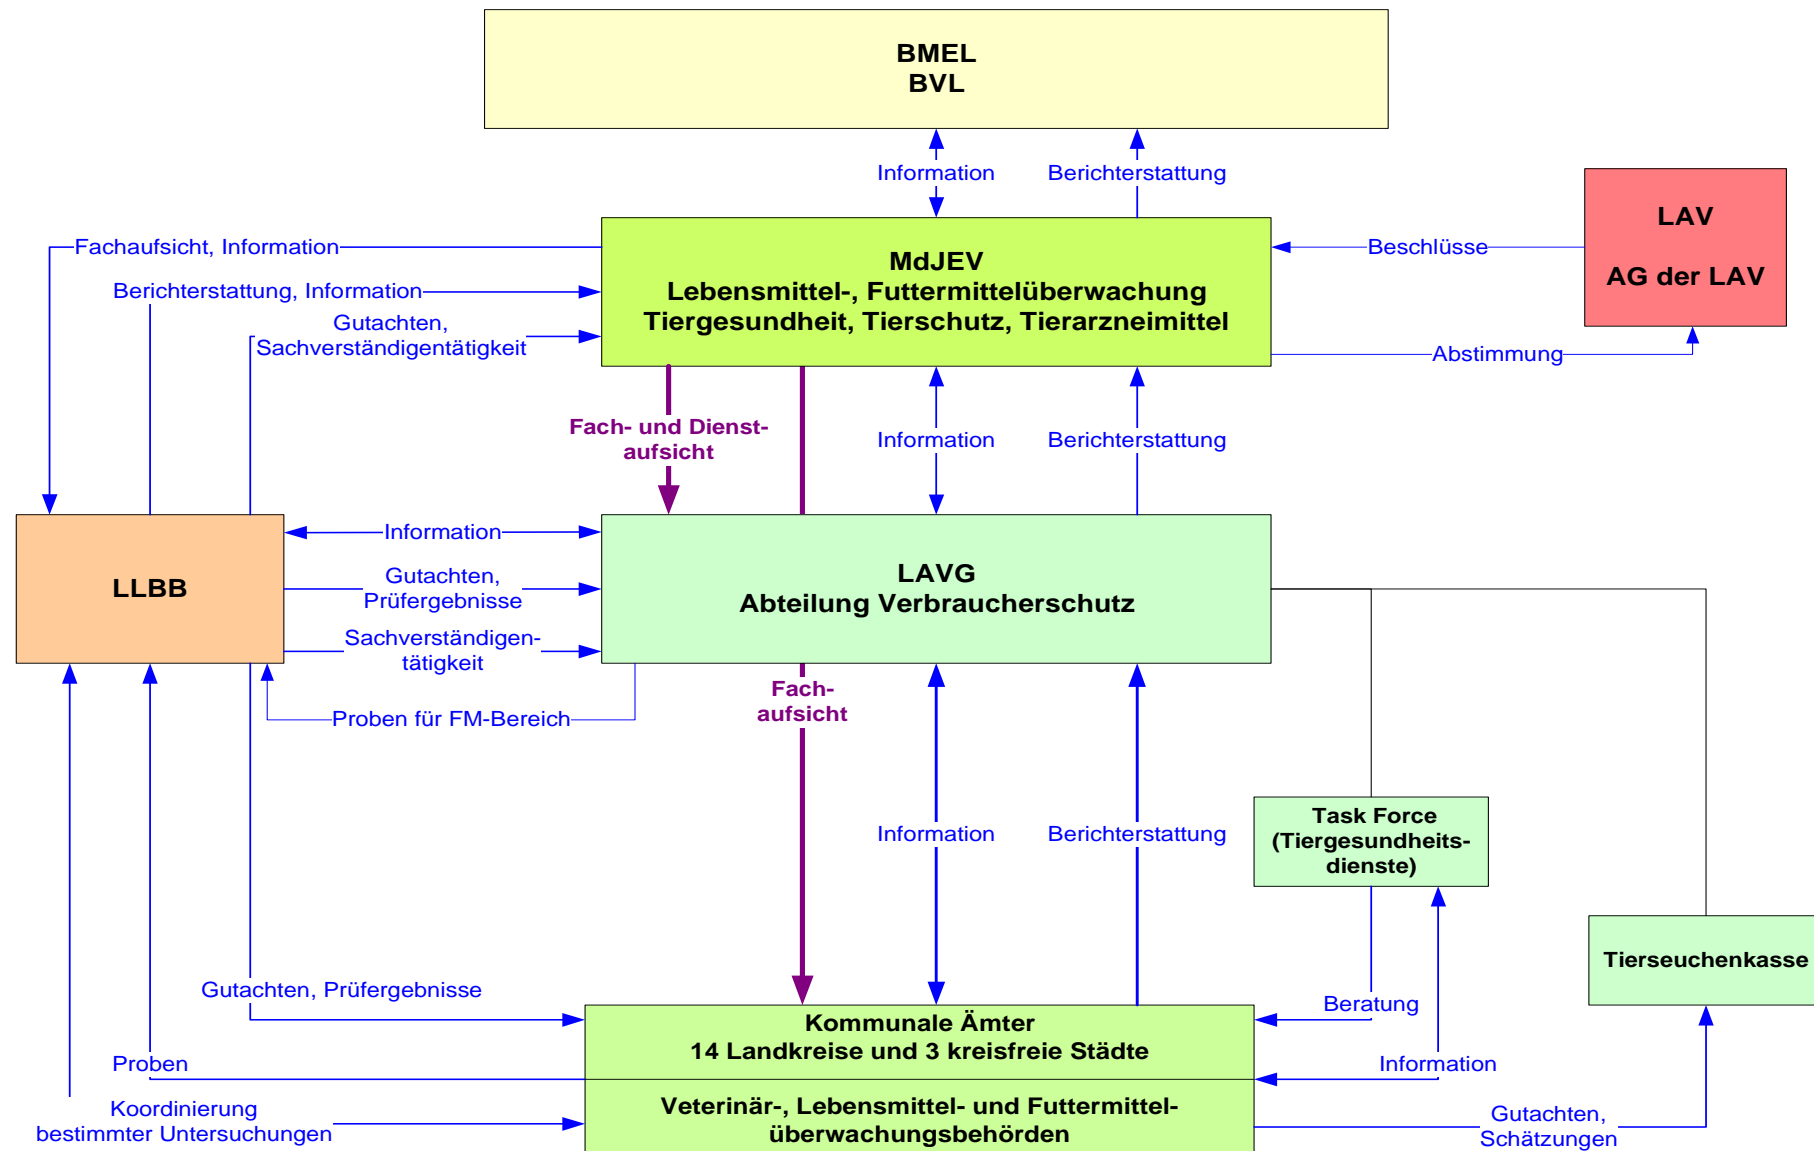 BMEL
BVL
Information
Berichterstattung
LAV
AG der LAV
Fachaufsicht, Information
MdJEV
Lebensmittel-, Futtermittelüberwachung
Tiergesundheit, Tierschutz, Tierarzneimittel
Beschlüsse
Berichterstattung, Information
Gutachten,
Sachverständigentätigkeit
Abstimmung
Fach- und Dienst-
aufsicht
Information
Berichterstattung
LLBB
Information
Gutachten,
Prüfergebnisse
Sachverständigen-
tätigkeit
LAVG
Abteilung Verbraucherschutz
Proben für FM-Bereich
Fach-
aufsicht
Information
Berichterstattung
Task Force
(Tiergesundheits-
dienste)
Tierseuchenkasse
Gutachten, Prüfergebnisse
Beratung
Kommunale Ämter
14 Landkreise und 3 kreisfreie Städte
Proben
Information
Koordinierung
bestimmter Untersuchungen
Veterinär-, Lebensmittel- und Futtermittel-
überwachungsbehörden
Gutachten,
Schätzungen